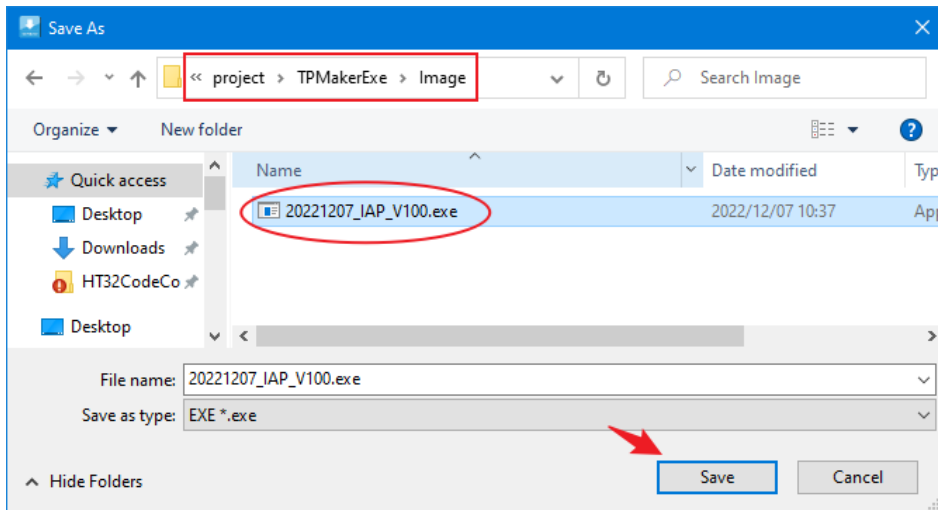 Save As
« project > TPMakerExe > Image
Search Image
Organize
New folder
?
Name
Date modified
Typ
Quick access
Desktop
Downloads
HT32CodeCo
Desktop
20221207_IAP_V100.exe
2022/12/07 10:37
App
File name: 20221207_IAP_V100.exe
Save as type: EXE *.exe
Hide Folders
Save
Cancel